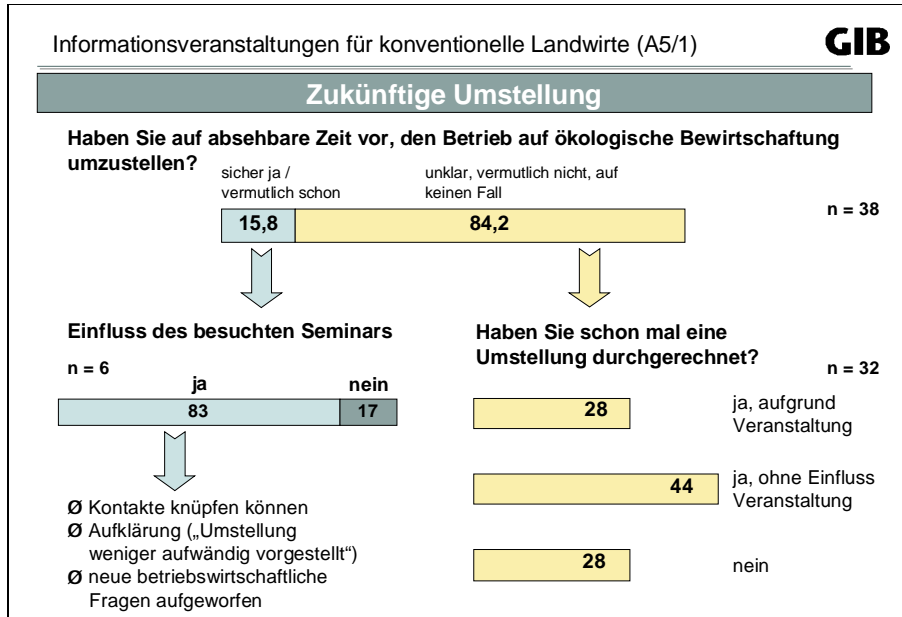 Informationsveranstaltungen für konventionelle Landwirte (A5/1)
GIB
Zukünftige Umstellung
Haben Sie auf absehbare Zeit vor, den Betrieb auf ökologische Bewirtschaftung
umzustellen?
sicher ja /
vermutlich schon
unklar, vermutlich nicht, auf
keinen Fall
15,8
84,2
n = 38
Einfluss des besuchten Seminars
n = 6
ja
nein
83
17
Ø Kontakte knüpfen können
Ø Aufklärung („Umstellung
weniger aufwändig vorgestellt“)
Ø neue betriebswirtschaftliche
Fragen aufgeworfen
Haben Sie schon mal eine
Umstellung durchgerechnet?
n = 32
28
ja, aufgrund
Veranstaltung
44
ja, ohne Einfluss
Veranstaltung
28
nein